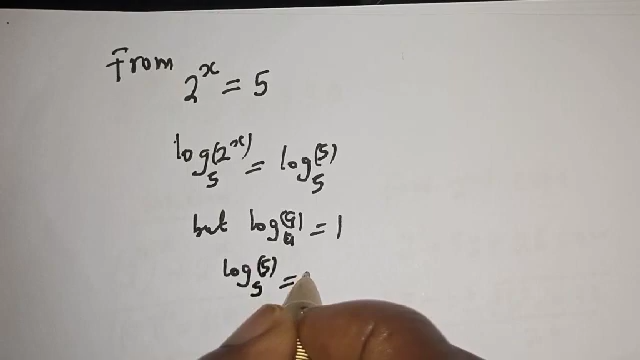 From 2^x = 5
log_5(2^x) = log_5(5)
but log_a(a) = 1
log_5(5) =